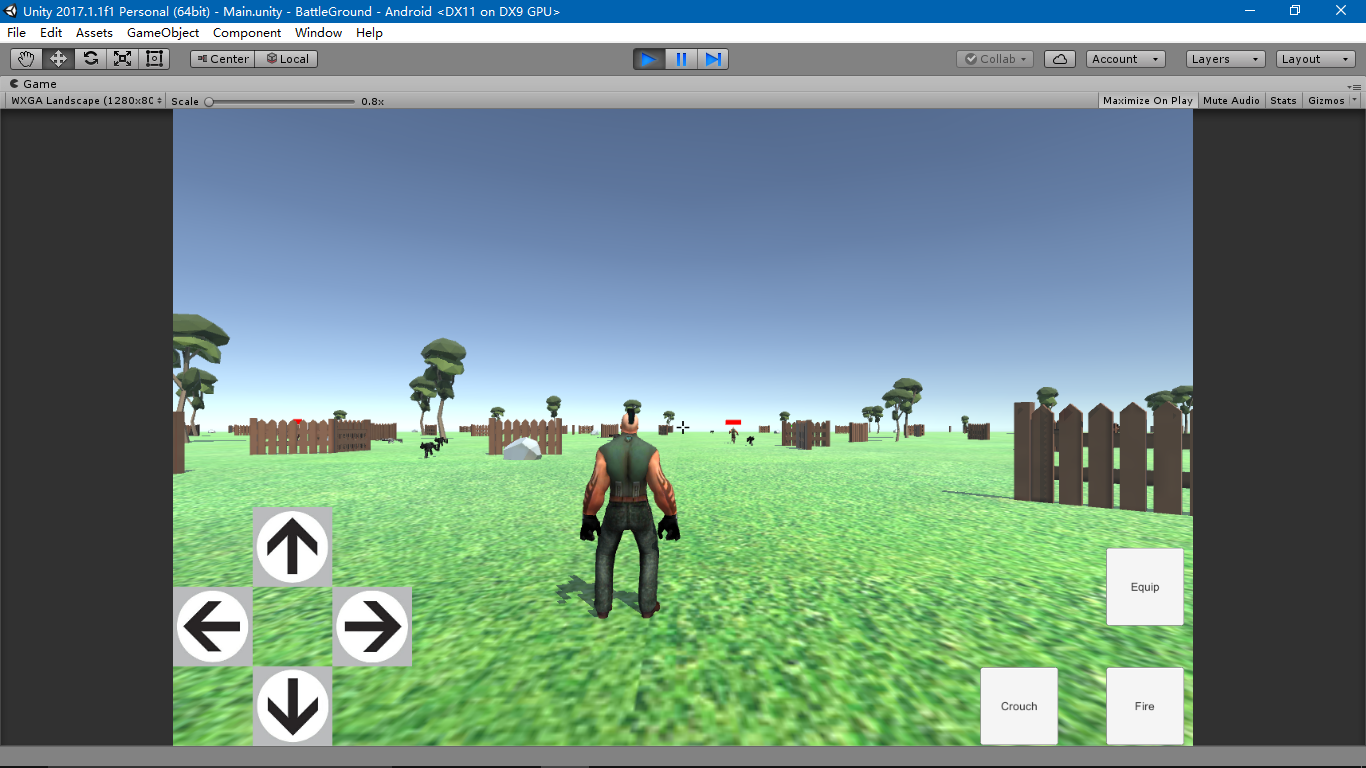 Unity 2017.1.1f1 Personal (64bit) - Main.unity - BattleGround - Android <DX11 on DX9 GPU>
File Edit Assets GameObject Component Window Help
Center Local Collab Account Layers Layout
Game
WXGA Landscape (1280x80 Scale 0.8x Maximize On Play Mute Audio Stats Gizmos
Equip
Crouch Fire